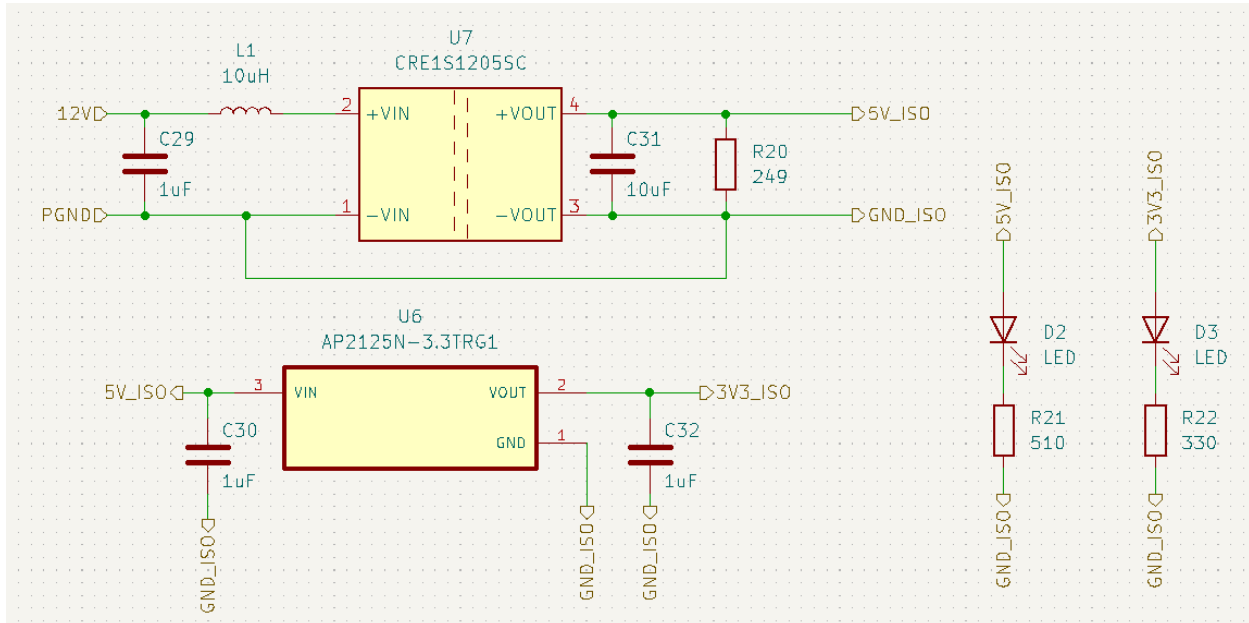 U7
CRE1S1205SC
L1
10uH
12V
2
+VIN
+VOUT
4
5V_ISO
C29
1uF
C31
10uF
R20
249
PGND
1
-VIN
-VOUT
3
GND_ISO
U6
AP2125N-3.3TRG1
5V_ISO
3
VIN
VOUT
2
3V3_ISO
GND
1
C30
1uF
C32
1uF
GND_ISO
GND_ISO
GND_ISO
5V_ISO
D2
LED
R21
510
GND_ISO
3V3_ISO
D3
LED
R22
330
GND_ISO